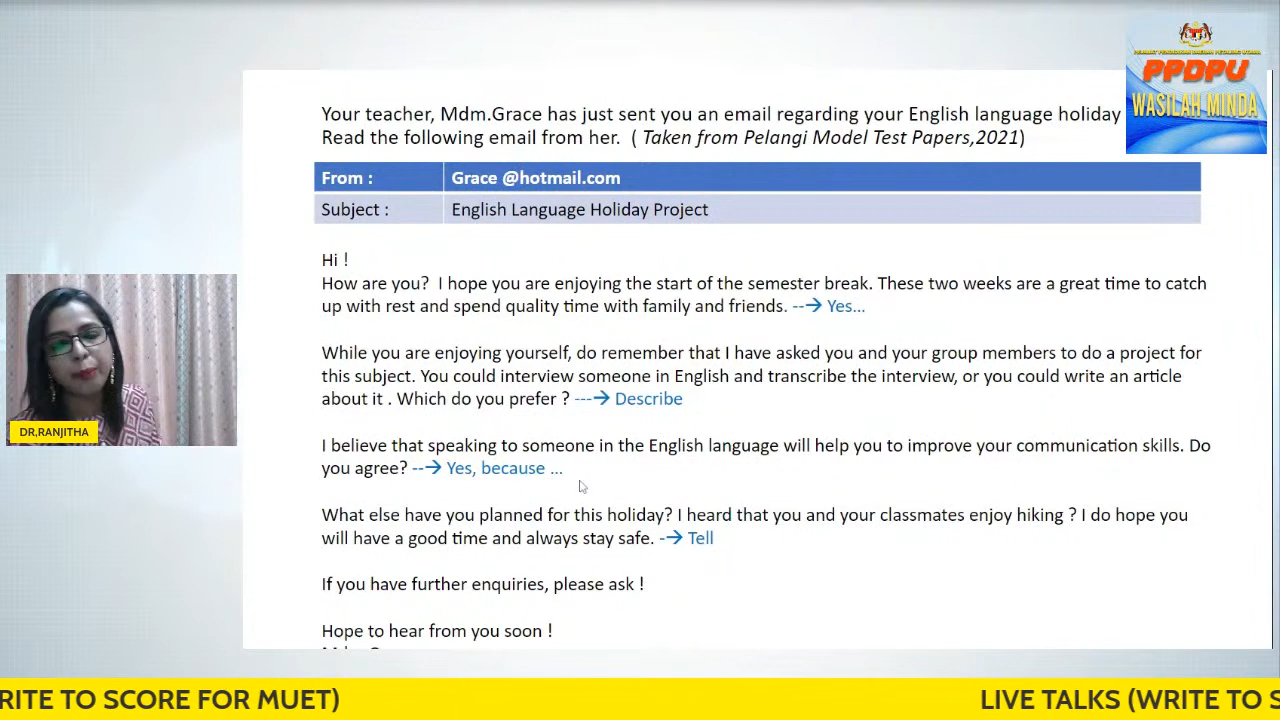 Your teacher, Mdm.Grace has just sent you an email regarding your English language holiday
Read the following email from her. ( Taken from Pelangi Model Test Papers,2021)
From : Grace @hotmail.com
Subject : English Language Holiday Project
Hi !
How are you? I hope you are enjoying the start of the semester break. These two weeks are a great time to catch
up with rest and spend quality time with family and friends. --→ Yes...
While you are enjoying yourself, do remember that I have asked you and your group members to do a project for
this subject. You could interview someone in English and transcribe the interview, or you could write an article
about it . Which do you prefer ? ---→ Describe
I believe that speaking to someone in the English language will help you to improve your communication skills. Do
you agree? --→ Yes, because ...
What else have you planned for this holiday? I heard that you and your classmates enjoy hiking ? I do hope you
will have a good time and always stay safe. -→ Tell
If you have further enquiries, please ask !
Hope to hear from you soon !
PPDPU
WASILAH MINDA
DR,RANJITHA
RITE TO SCORE FOR MUET) LIVE TALKS (WRITE TO S